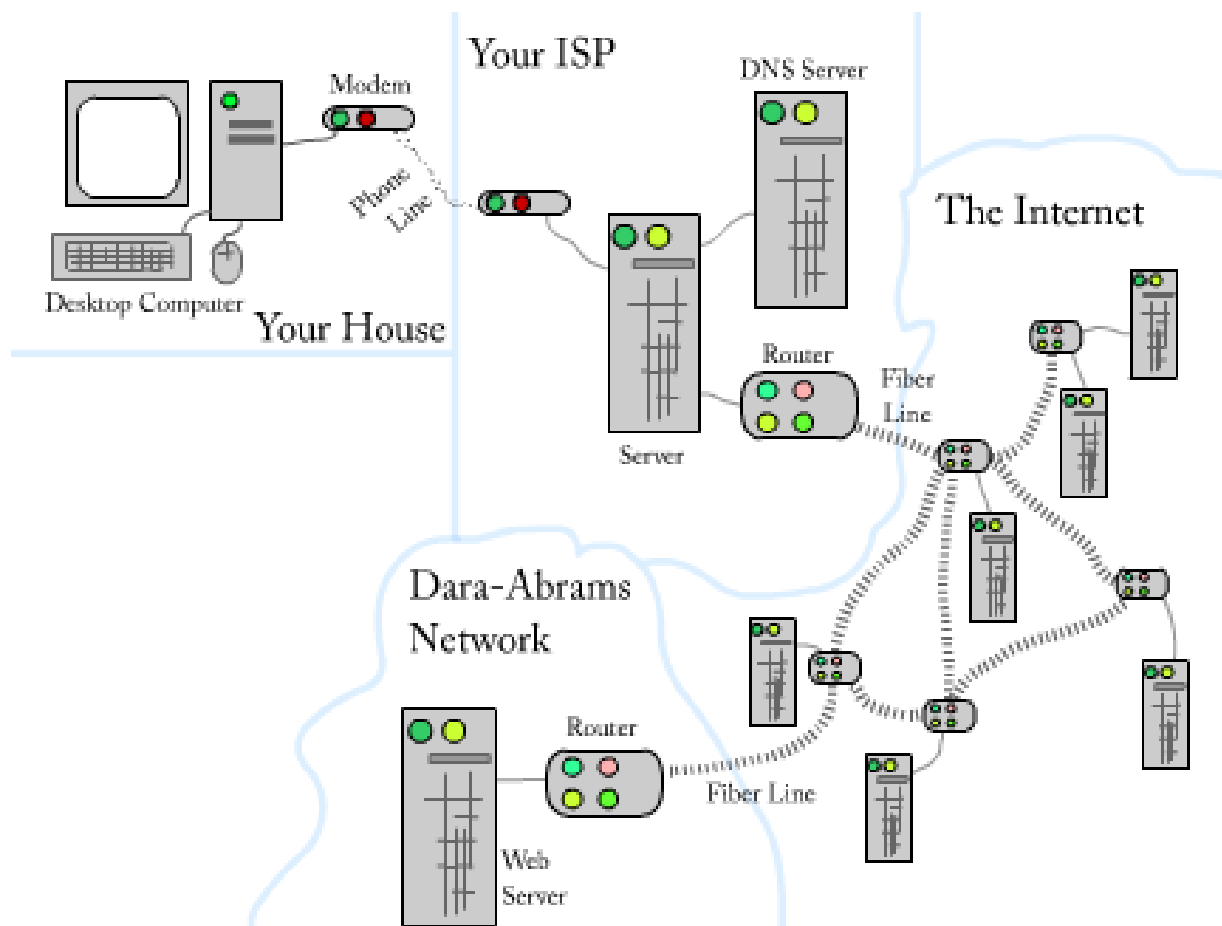 Your ISP
DNS Server
Modem
Phone
Line
The Internet
Desktop Computer
Your House
Router
Fiber
Line
Server
Dara-Abrams
Network
Router
Fiber Line
Web
Server